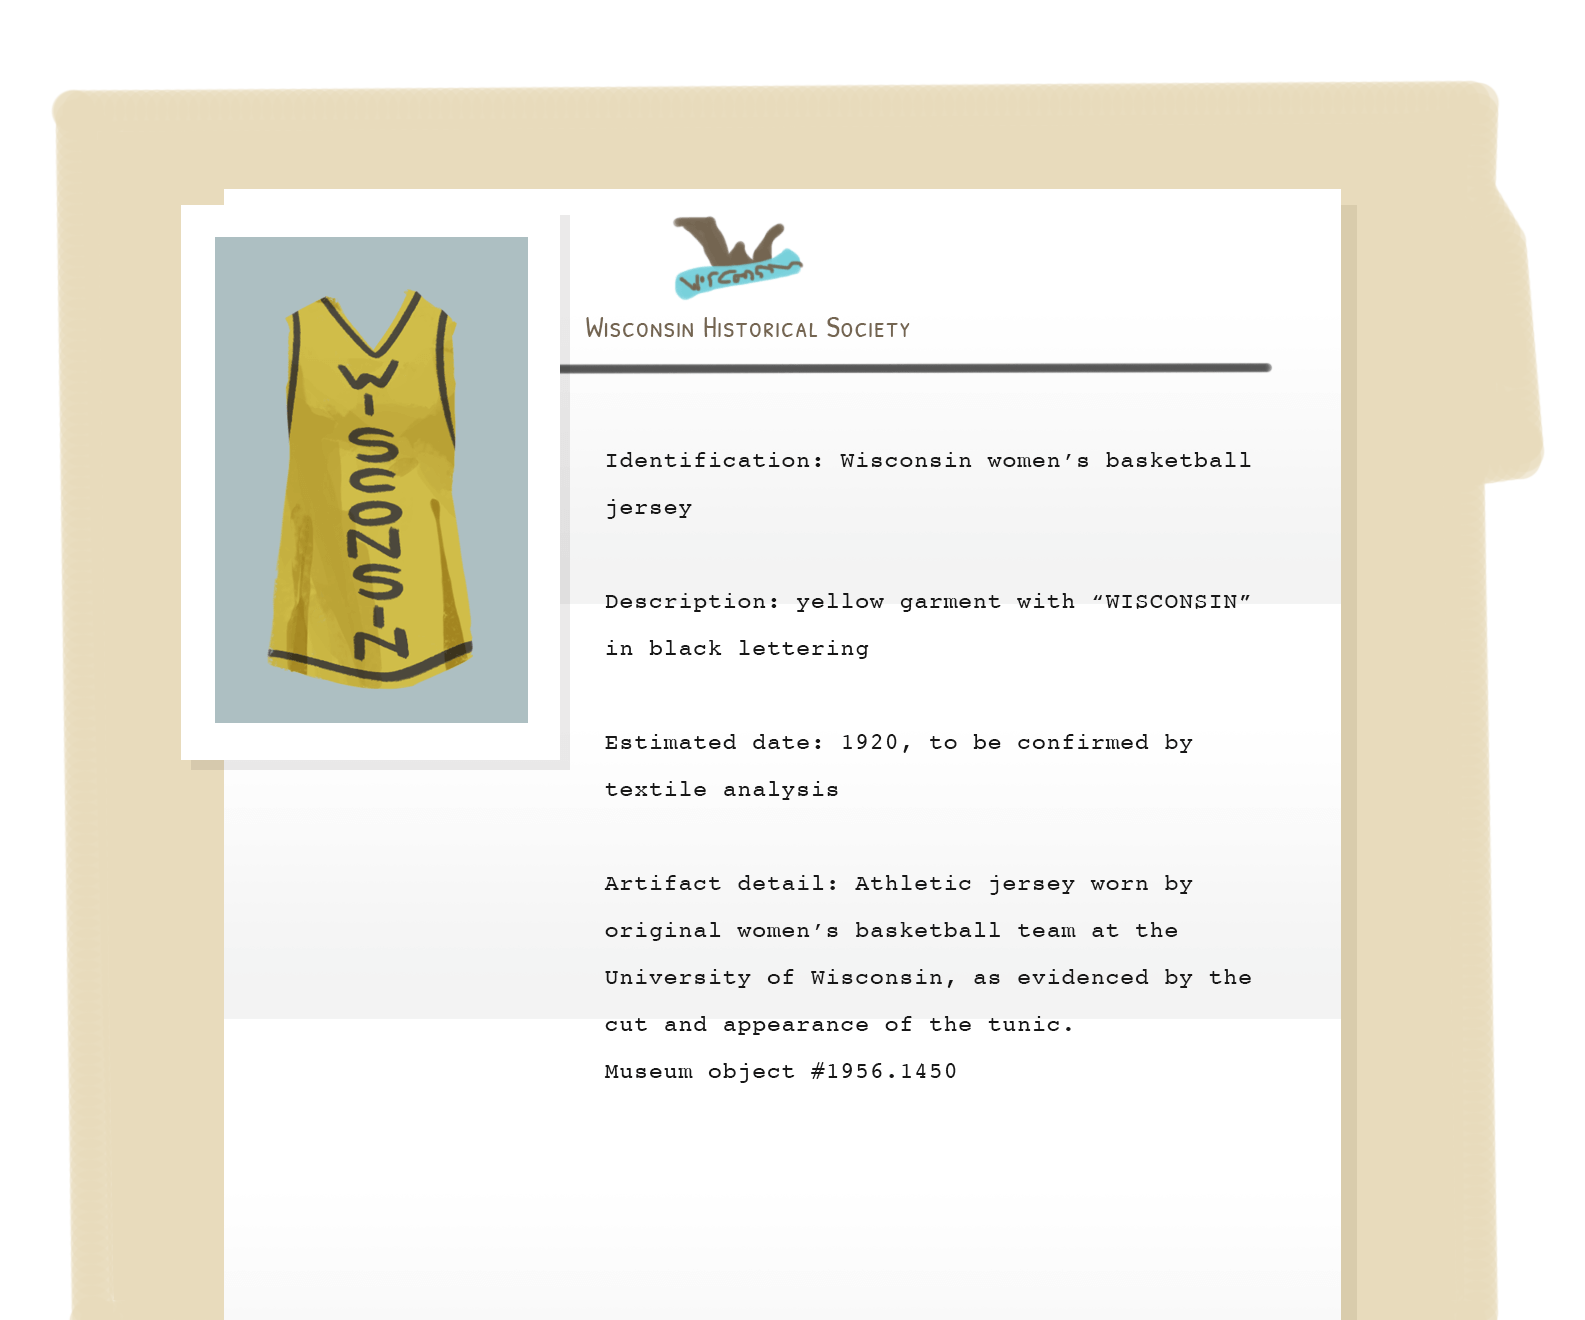 WISCONSIN
Wisconsin
Wisconsin Historical Society
Identification: Wisconsin women’s basketball
jersey
Description: yellow garment with “WISCONSIN”
in black lettering
Estimated date: 1920, to be confirmed by
textile analysis
Artifact detail: Athletic jersey worn by
original women’s basketball team at the
University of Wisconsin, as evidenced by the
cut and appearance of the tunic.
Museum object #1956.1450